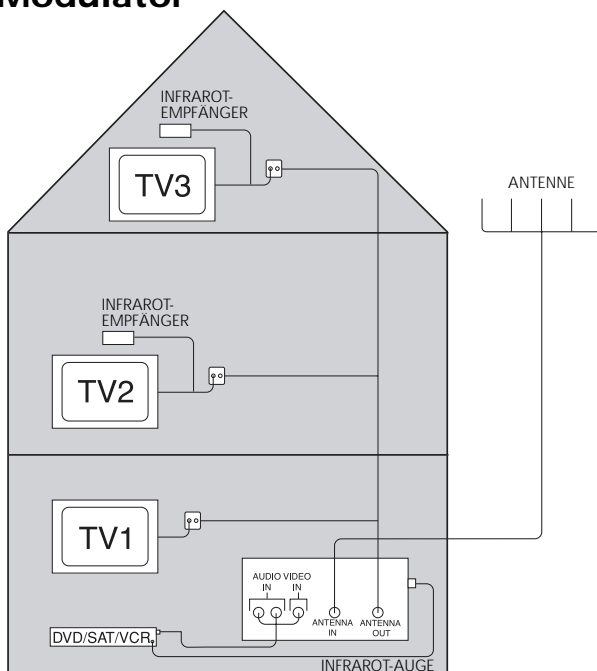 Modulator
INFRAROT-
EMPFÄNGER
TV3
ANTENNE
INFRAROT-
EMPFÄNGER
TV2
TV1
AUDIO VIDEO
IN IN
ANTENNA
IN
ANTENNA
OUT
DVD/SAT/VCR
INFRAROT-AUGE